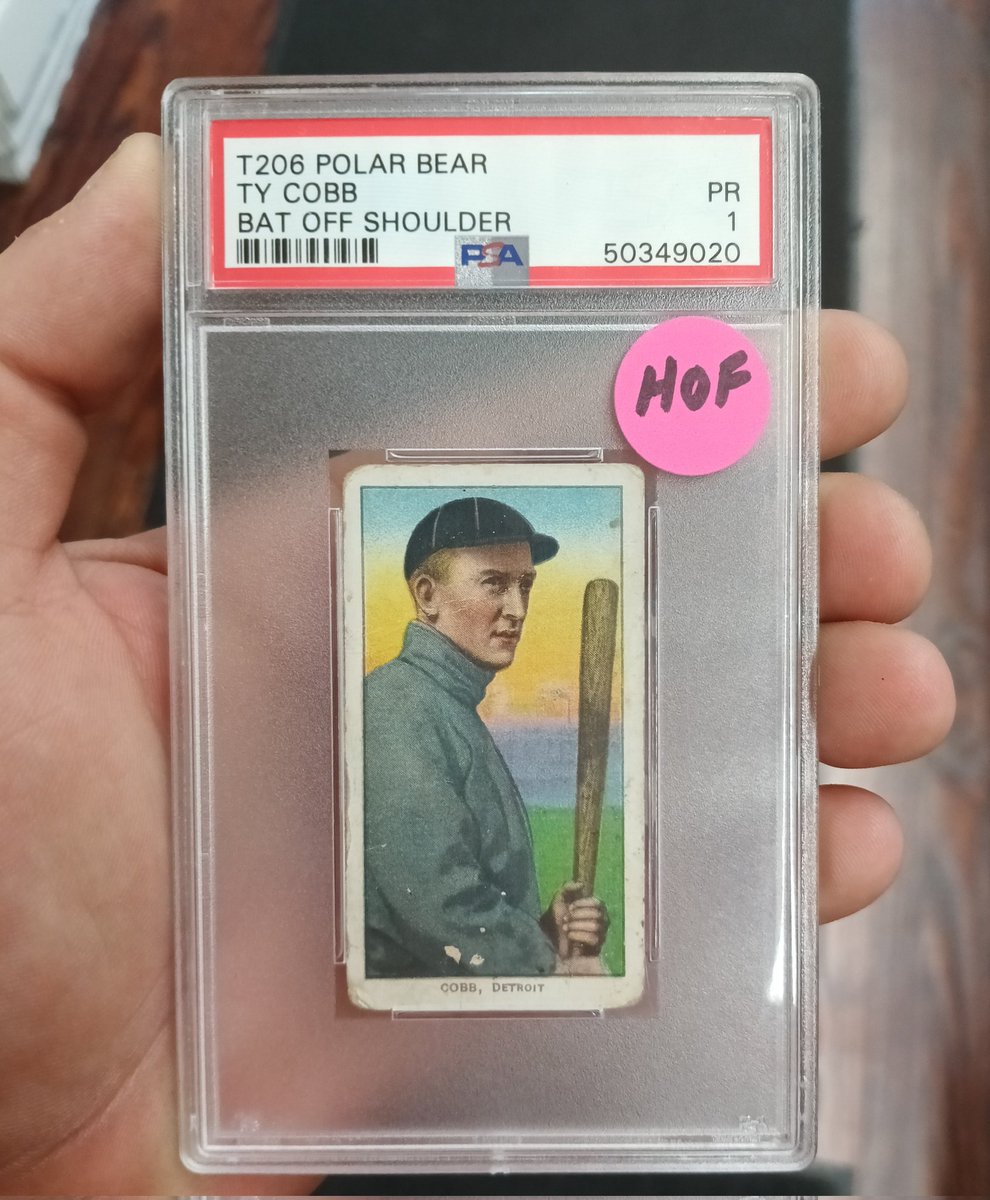 T206 POLAR BEAR
TY COBB PR
BAT OFF SHOULDER 1
PSA 50349020
HOF
COBB, DETROIT